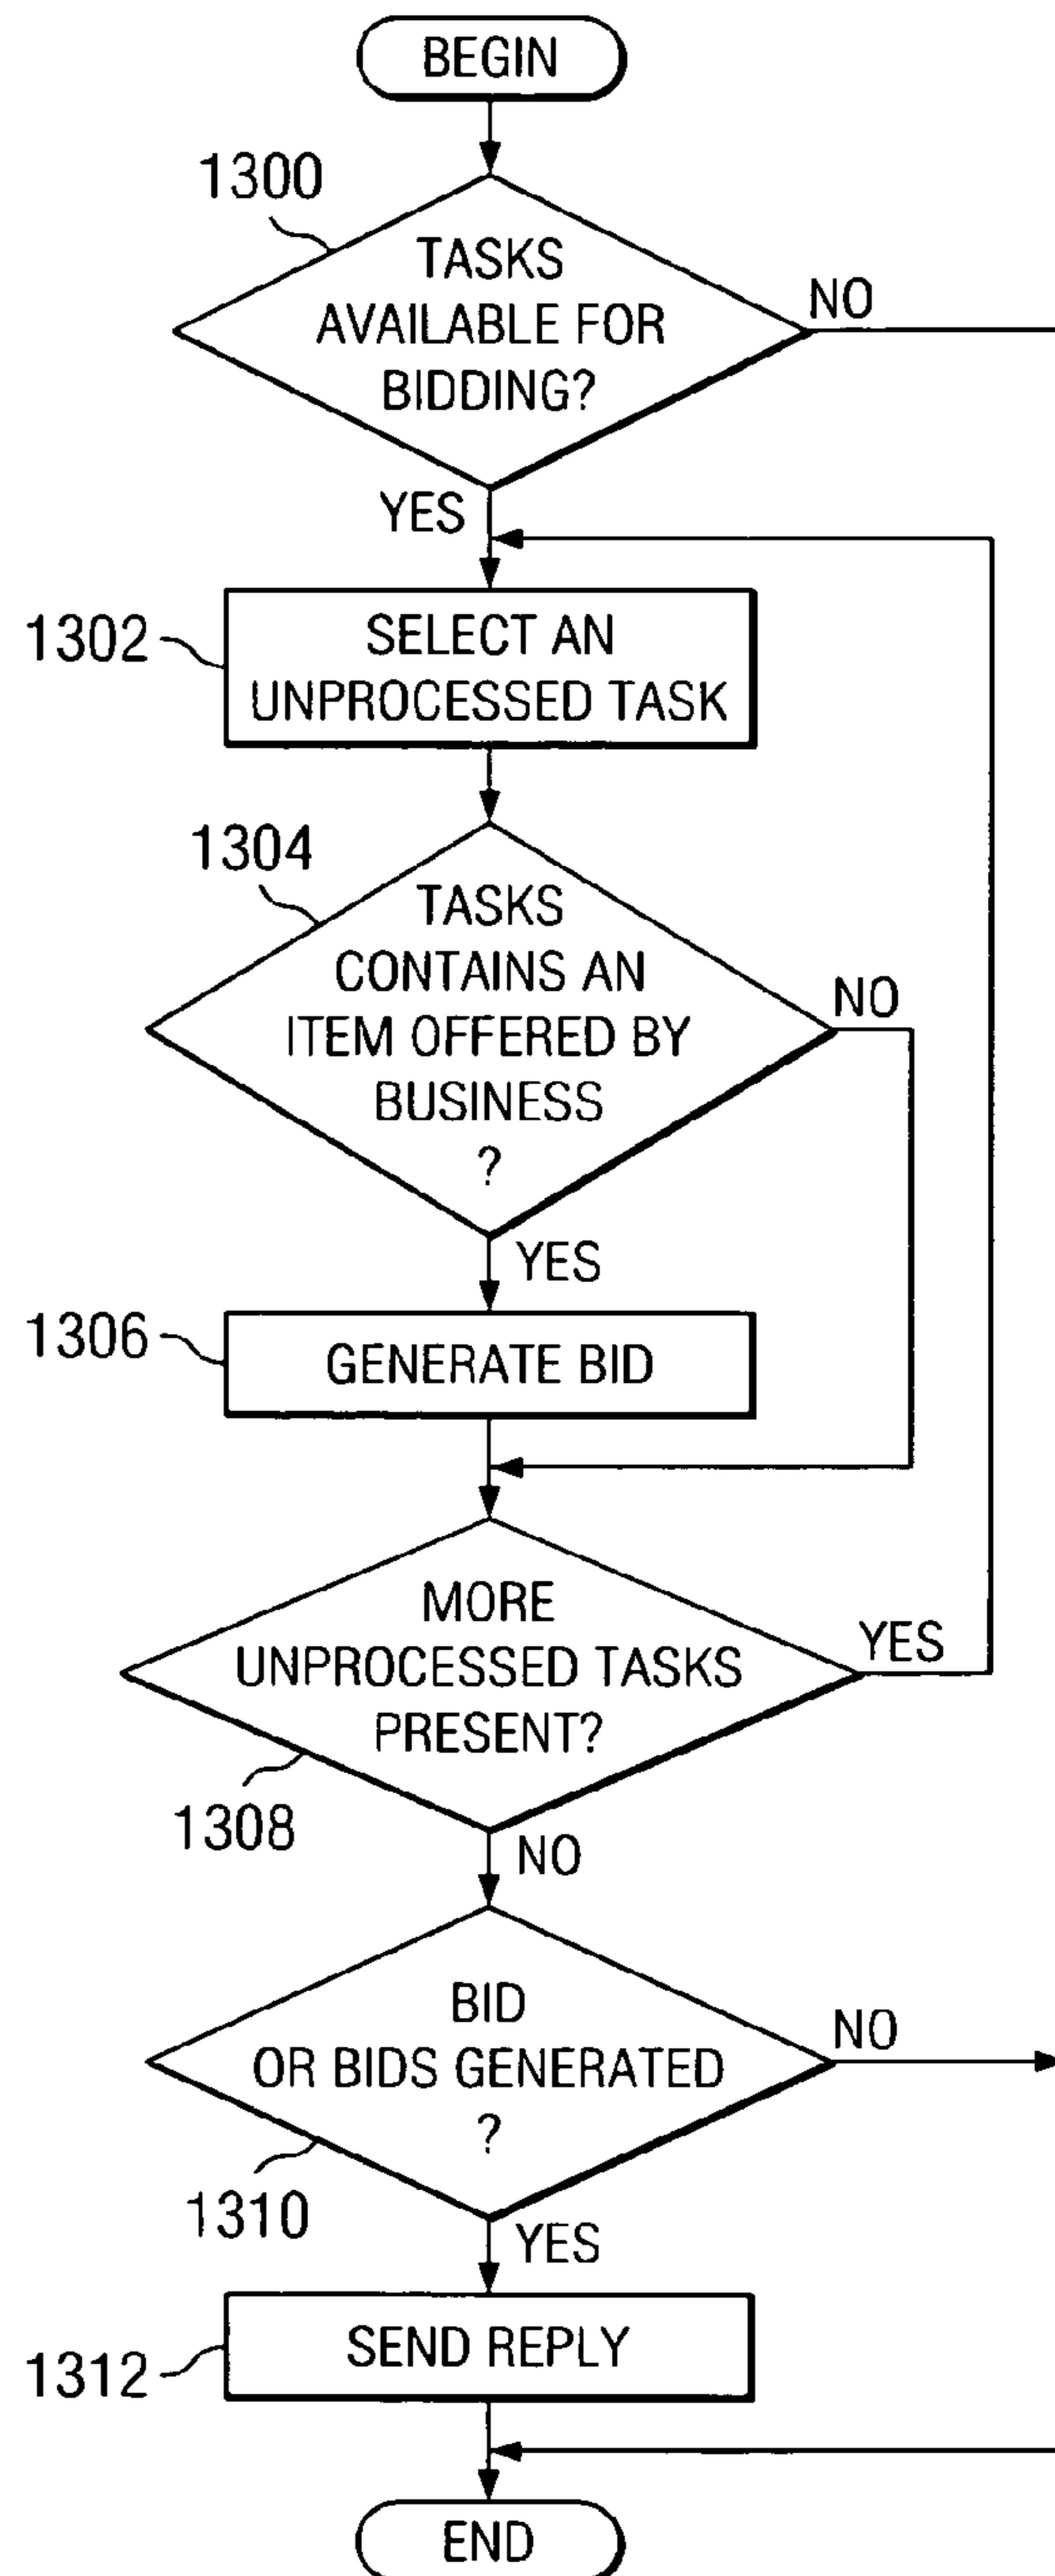 BEGIN
1300
TASKS
AVAILABLE FOR
BIDDING?
NO
YES
1302
SELECT AN
UNPROCESSED TASK
1304
TASKS
CONTAINS AN
ITEM OFFERED BY
BUSINESS
?
NO
YES
1306
GENERATE BID
MORE
UNPROCESSED TASKS
PRESENT?
YES
1308
NO
BID
OR BIDS GENERATED
?
NO
1310
YES
1312
SEND REPLY
END